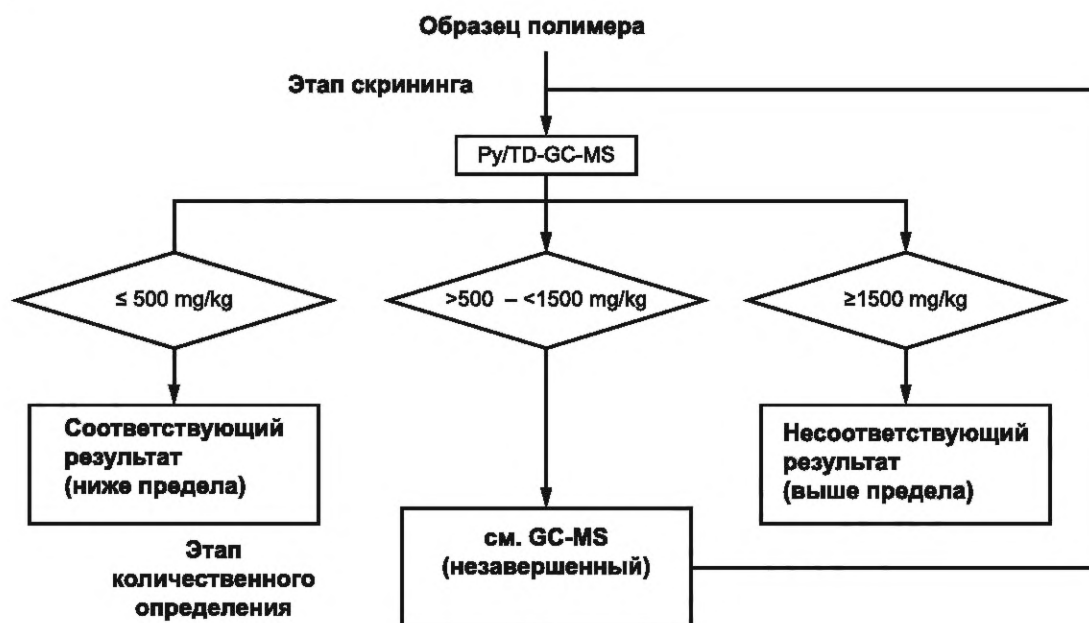 Образец полимера
Этап скрининга
Py/TD-GC-MS
≤ 500 mg/kg
>500 – <1500 mg/kg
≥1500 mg/kg
Соответствующий
результат
(ниже предела)
Несоответствующий
результат
(выше предела)
Этап
количественного
определения
см. GC-MS
(незавершенный)